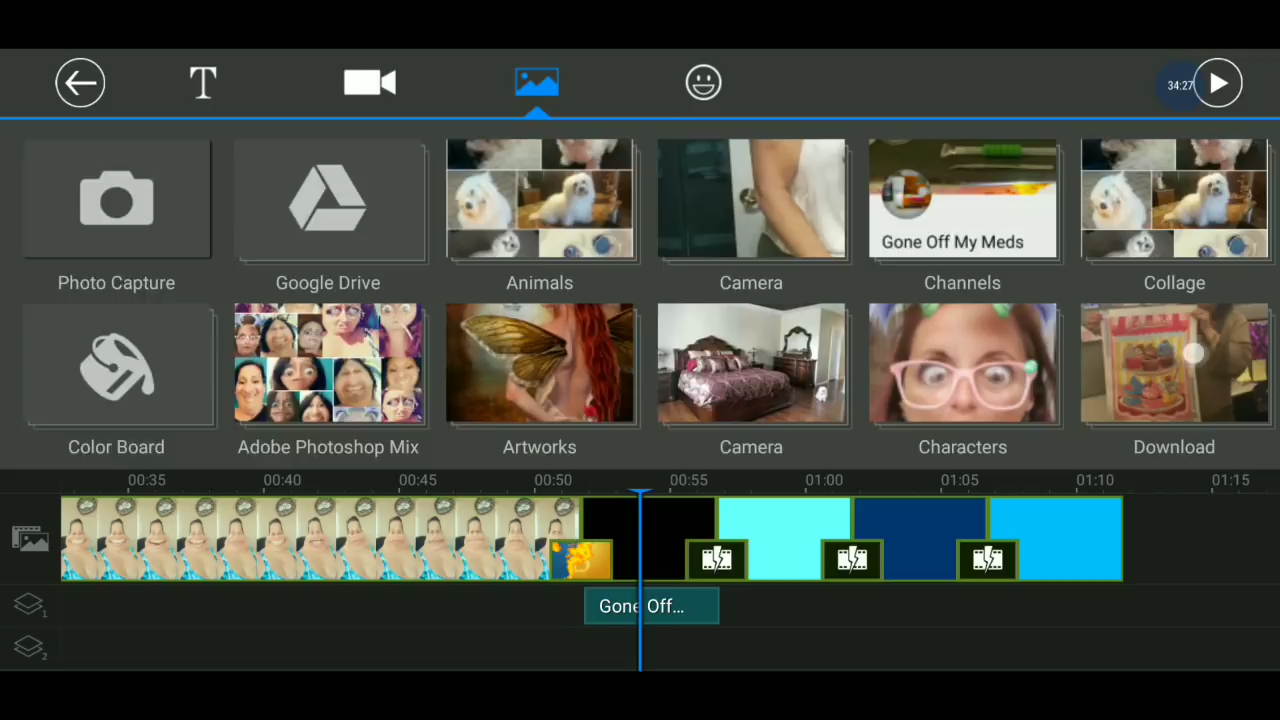 T
34:27
Gone Off My Meds
Photo Capture
Google Drive
Animals
Camera
Channels
Collage
Color Board
Adobe Photoshop Mix
Artworks
Camera
Characters
Download
00:35
00:40
00:45
00:50
00:55
01:00
01:05
01:10
01:15
1
Gone Off...
2